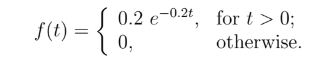 f(t) = { 0.2 e^{-0.2t}, for t > 0;
0, otherwise.